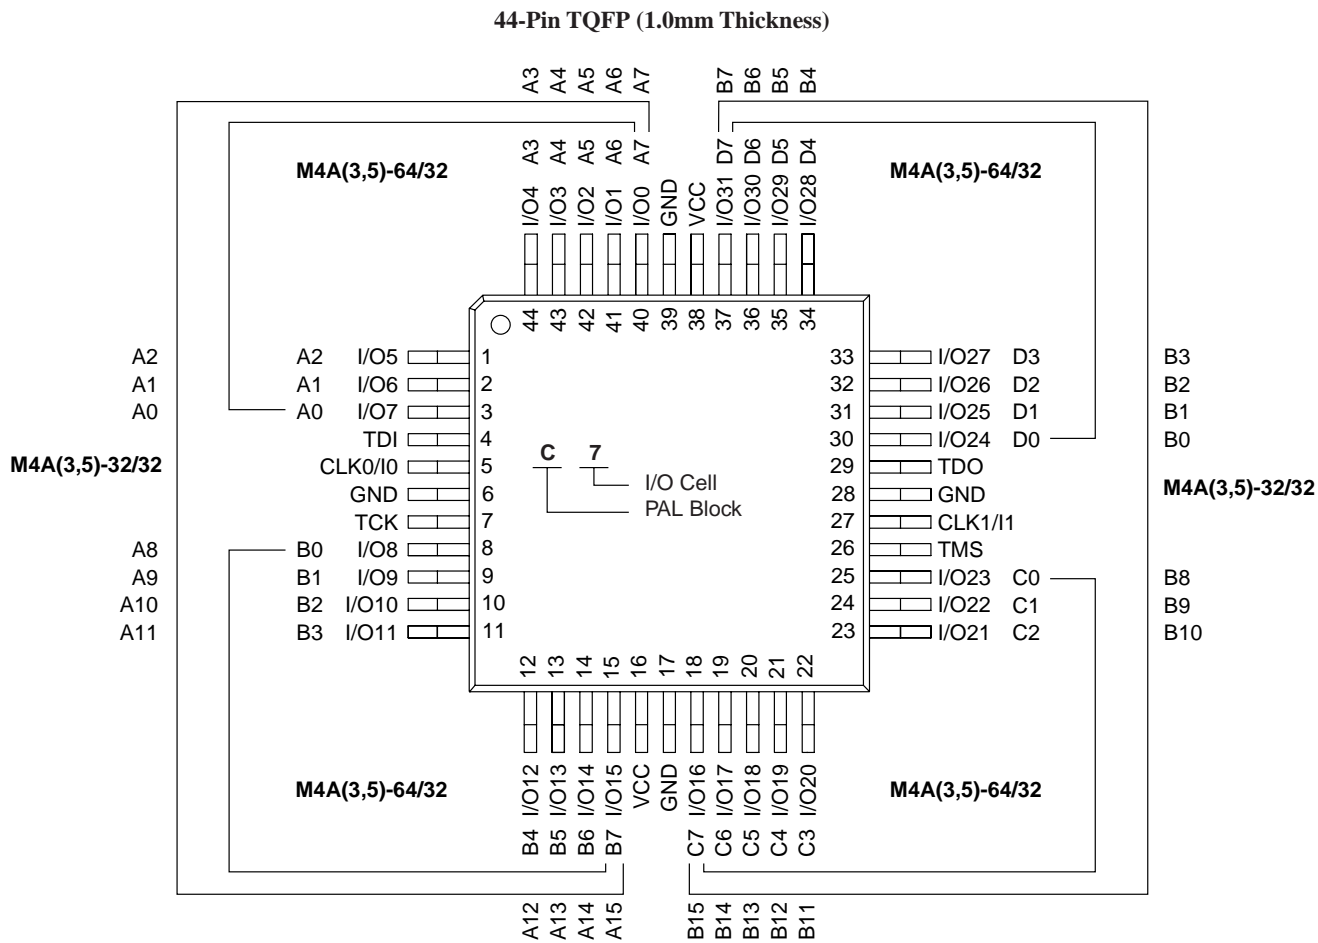 44-Pin TQFP (1.0mm Thickness)
A3 A4 A5 A6 A7 B7 B6 B5 B4
A3 A4 A5 A6 A7 D7 D6 D5 D4
M4A(3,5)-64/32 M4A(3,5)-64/32
I/O4 I/O3 I/O2 I/O1 I/O0 GND VCC I/O31 I/O30 I/O29 I/O28
44 43 42 41 40 39 38 37 36 35 34
A2 A2 I/O5 1 33 I/O27 D3 B3
A1 A1 I/O6 2 32 I/O26 D2 B2
A0 A0 I/O7 3 31 I/O25 D1 B1
TDI 4 30 I/O24 D0 B0
M4A(3,5)-32/32 CLK0/I0 5 C 7 29 TDO
I/O Cell
GND 6 28 GND M4A(3,5)-32/32
PAL Block
TCK 7 27 CLK1/I1
A8 B0 I/O8 8 26 TMS
A9 B1 I/O9 9 25 I/O23 C0 B8
A10 B2 I/O10 10 24 I/O22 C1 B9
A11 B3 I/O11 11 23 I/O21 C2 B10
12 13 14 15 16 17 18 19 20 21 22
I/O12 I/O13 I/O14 I/O15 VCC GND I/O16 I/O17 I/O18 I/O19 I/O20
M4A(3,5)-64/32 M4A(3,5)-64/32
B4 B5 B6 B7 C7 C6 C5 C4 C3
A12 A13 A14 A15 B15 B14 B13 B12 B11